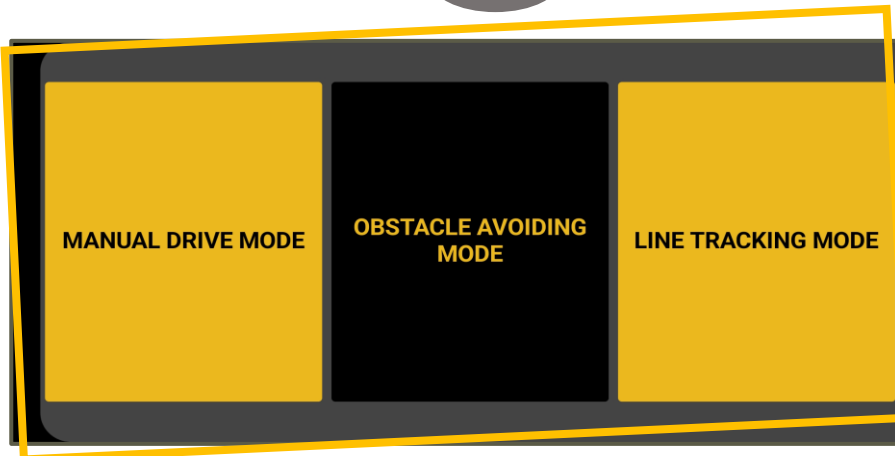 MANUAL DRIVE MODE
OBSTACLE AVOIDING
MODE
LINE TRACKING MODE